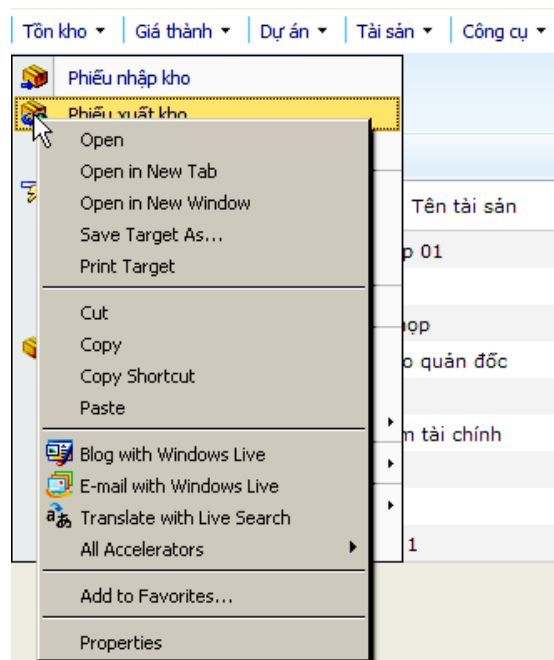 Tồn kho Giá thành Dự án Tài sản Công cụ
Phiếu nhập kho
Phiếu xuất kho
Open
Open in New Tab
Open in New Window
Tên tài sản
Save Target As...
p 01
Print Target
Cut
Copy
o quản đốc
Copy Shortcut
Paste
n tài chính
Blog with Windows Live
E-mail with Windows Live
Translate with Live Search
All Accelerators
1
Add to Favorites...
Properties